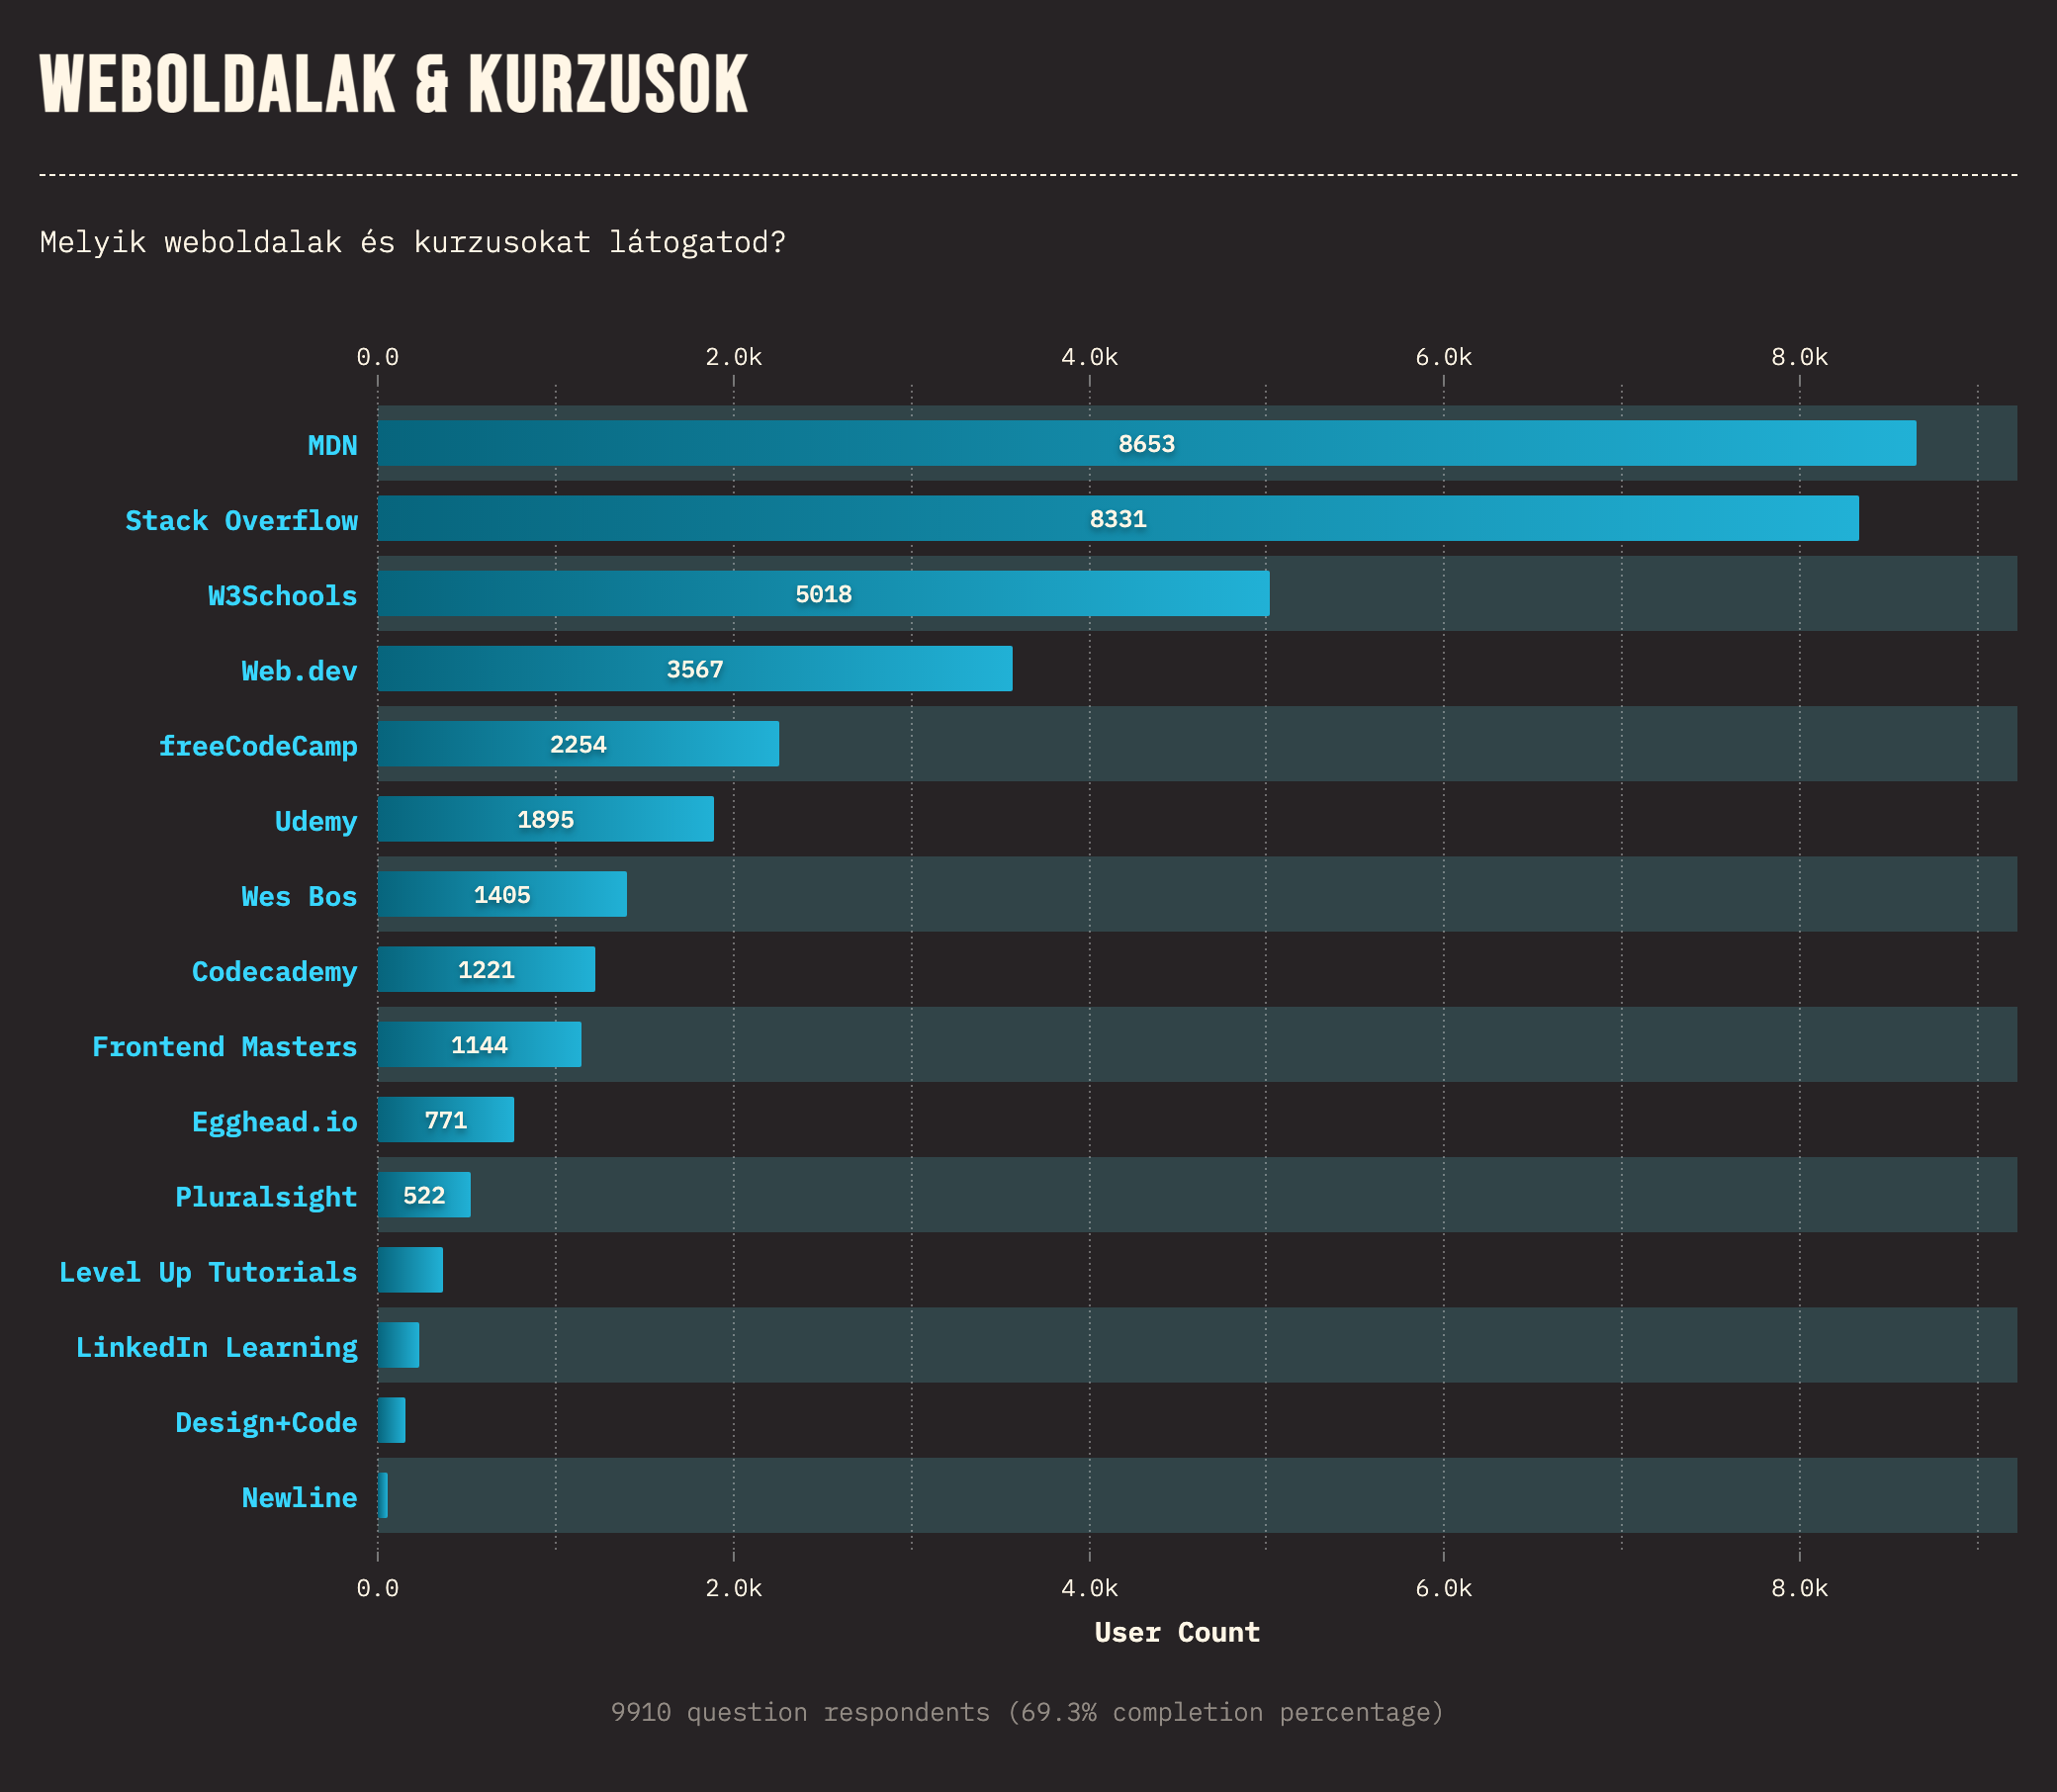 WEBOLDALAK & KURZUSOK
Melyik weboldalak és kurzusokat látogatod?
0.0 2.0k 4.0k 6.0k 8.0k
MDN 8653
Stack Overflow 8331
W3Schools 5018
Web.dev 3567
freeCodeCamp 2254
Udemy 1895
Wes Bos 1405
Codecademy 1221
Frontend Masters 1144
Egghead.io 771
Pluralsight 522
Level Up Tutorials
LinkedIn Learning
Design+Code
Newline
0.0 2.0k 4.0k 6.0k 8.0k
User Count
9910 question respondents (69.3% completion percentage)